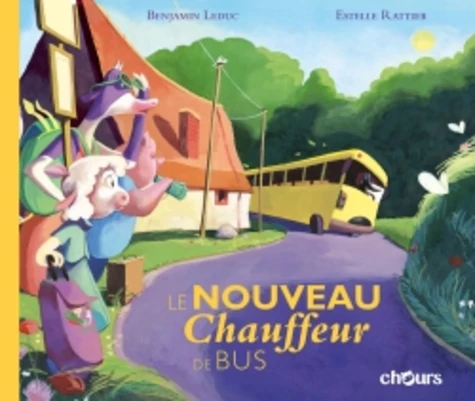 Benjamin Leduc Estelle Rattier
Le NOUVEAU
Chauffeur
DE BUS
chours